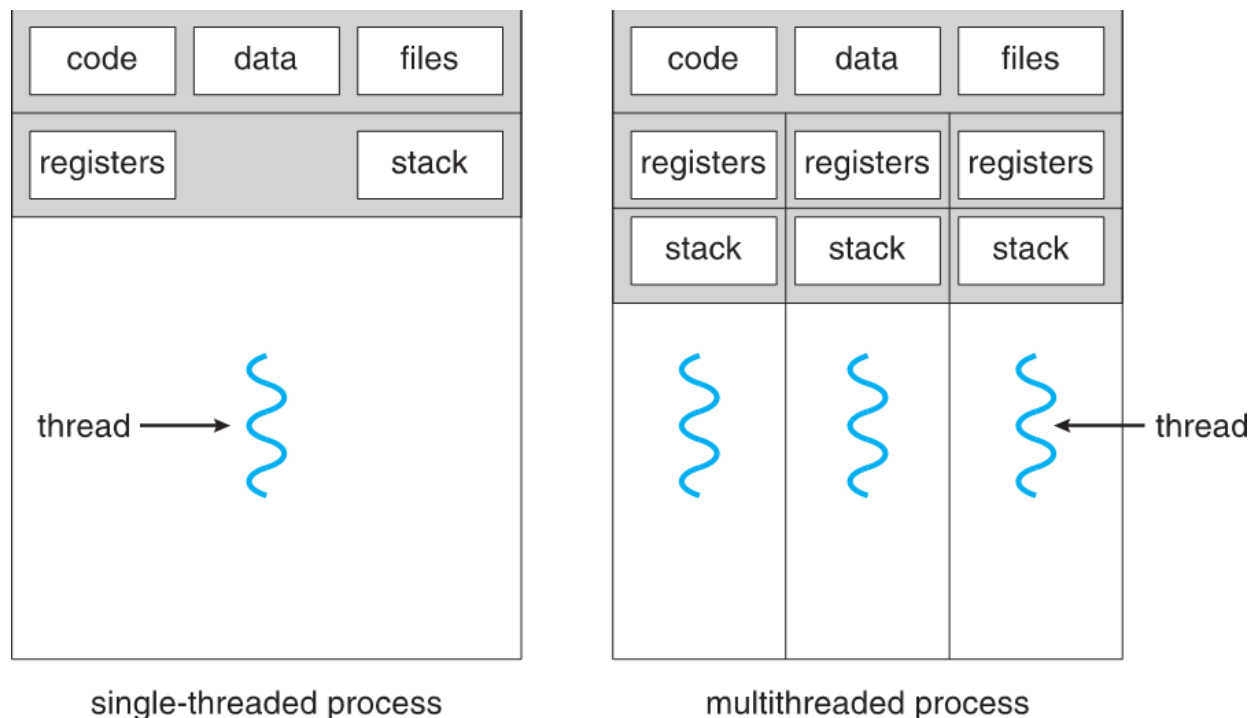 code data files code data files
registers stack registers registers registers
stack stack stack
thread thread
single-threaded process multithreaded process